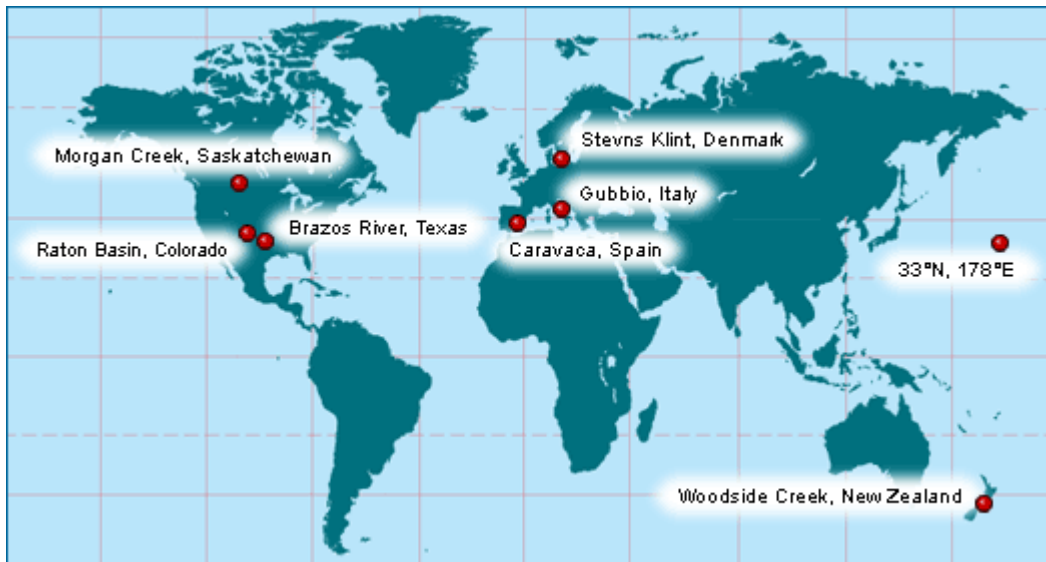 Stevns Klint, Denmark
Morgan Creek, Saskatchewan
Gubbio, Italy
Brazos River, Texas
Raton Basin, Colorado
Caravaca, Spain
33°N, 178°E
Woodside Creek, New Zealand